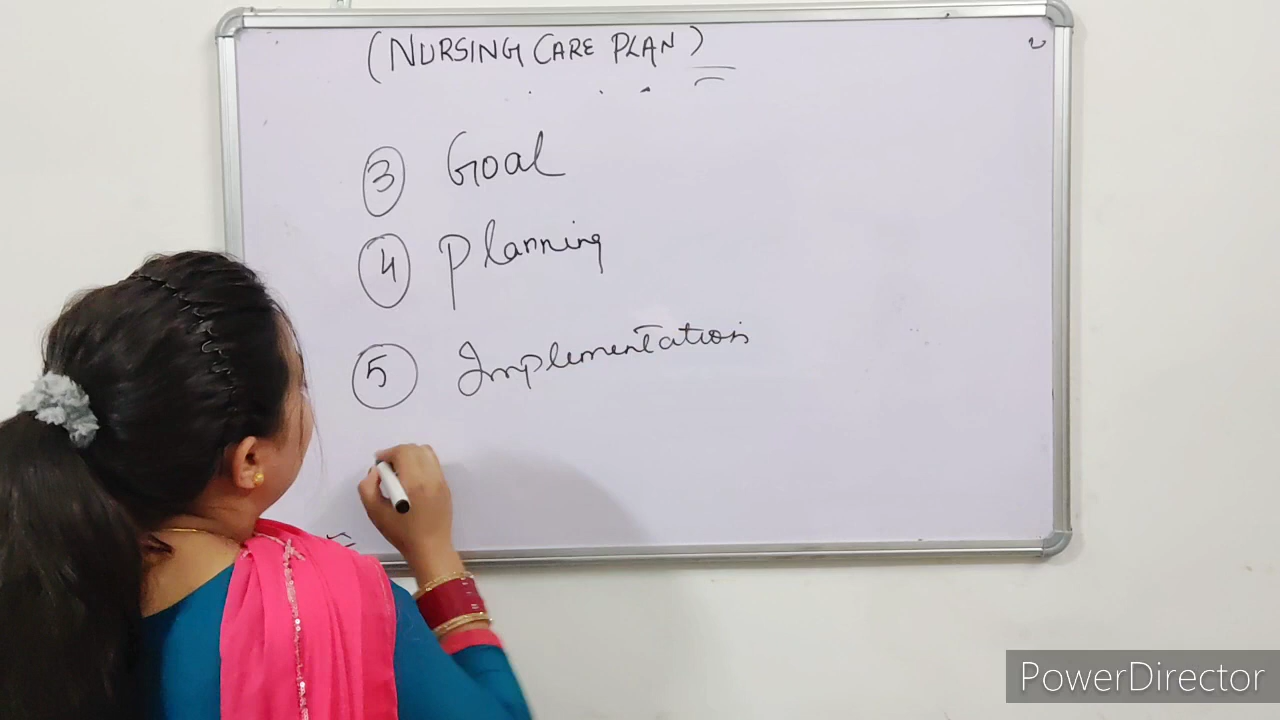 (NURSING CARE PLAN)
3 Goal
4 Planning
5 Implementation
PowerDirector